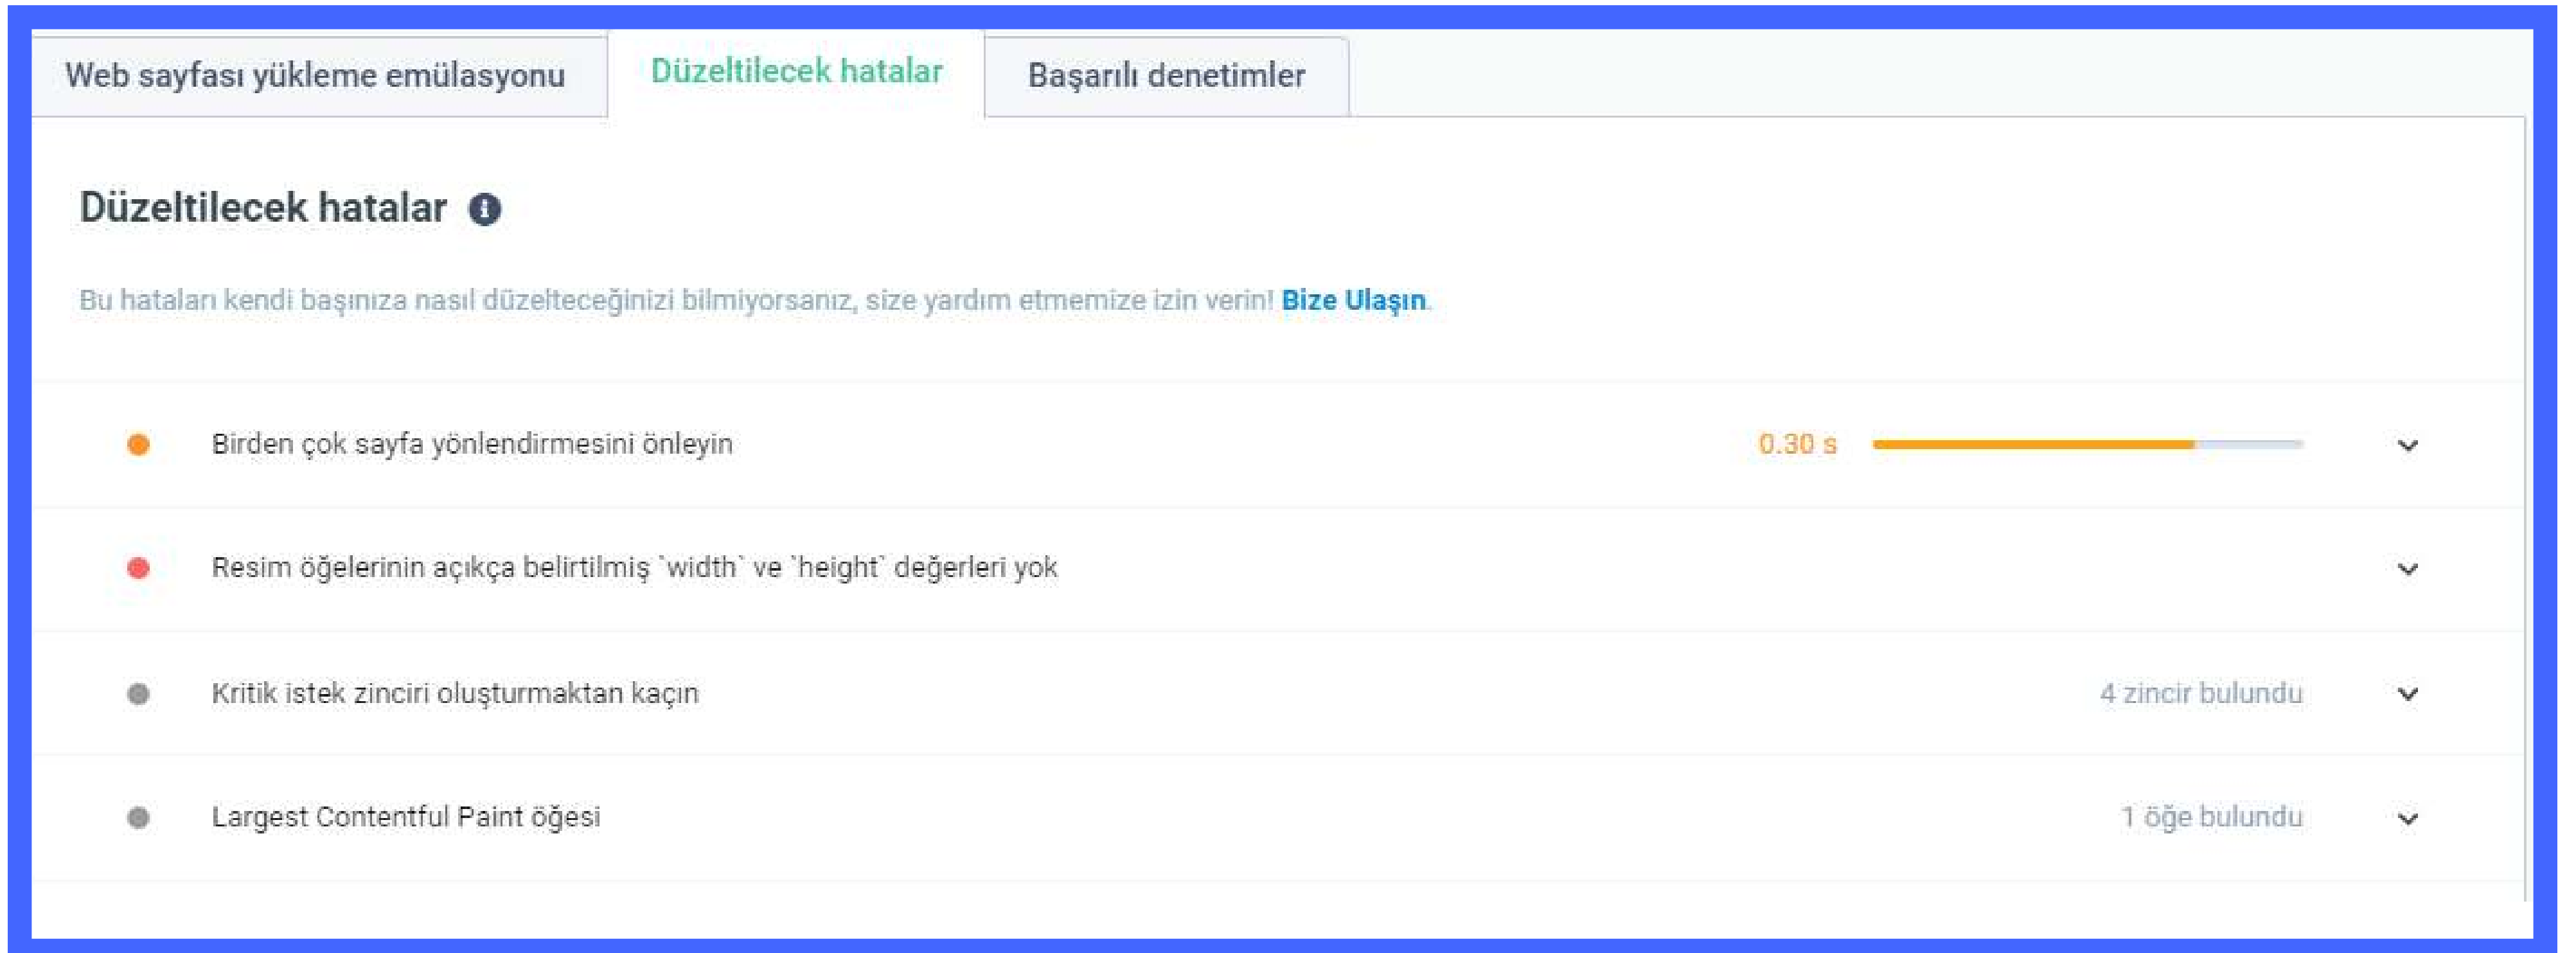 Web sayfası yükleme emülasyonu Düzeltilecek hatalar Başarılı denetimler
Düzeltilecek hatalar
Bu hataları kendi başınıza nasıl düzelteceğinizi bilmiyorsanız, size yardım etmemize izin verin! Bize Ulaşın.
Birden çok sayfa yönlendirmesini önleyin 0.30 s
Resim öğelerinin açıkça belirtilmiş `width` ve `height` değerleri yok
Kritik istek zinciri oluşturmaktan kaçın 4 zincir bulundu
Largest Contentful Paint öğesi 1 öğe bulundu